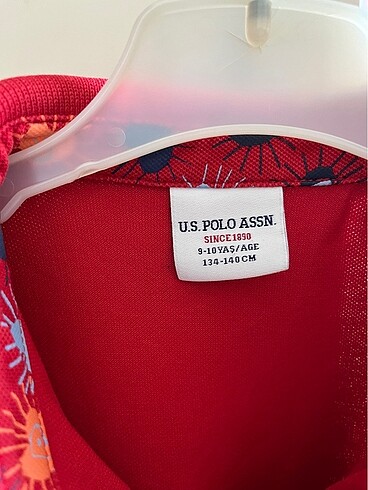 U.S. POLO ASSN.
SINCE 1890
9-10 YAŞ/AGE
134-140 CM